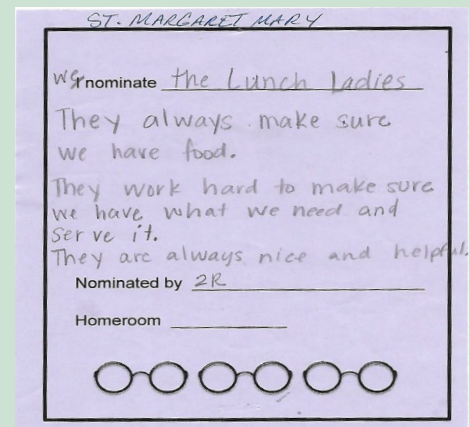 ST. MARGARET MARY
We nominate the Lunch Ladies
They always make sure
we have food.
They work hard to make sure
we have what we need and
serve it.
They are always nice and helpful.
Nominated by 2R
Homeroom